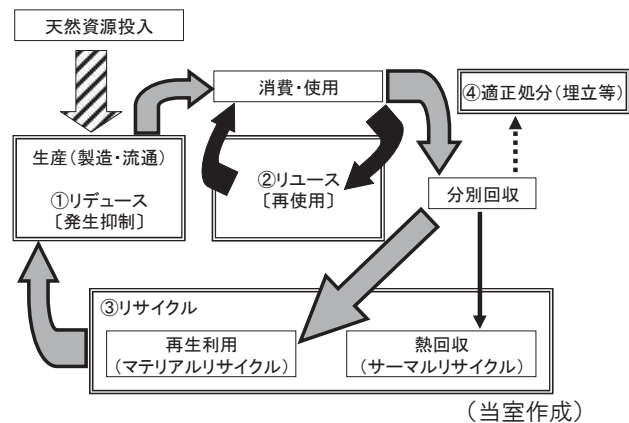 天然資源投入
消費・使用
④適正処分（埋立等）
生産（製造・流通）
①リデュース
〔発生抑制〕
②リユース
〔再使用〕
分別回収
③リサイクル
再生利用
（マテリアルリサイクル）
熱回収
（サーマルリサイクル）
（当室作成）